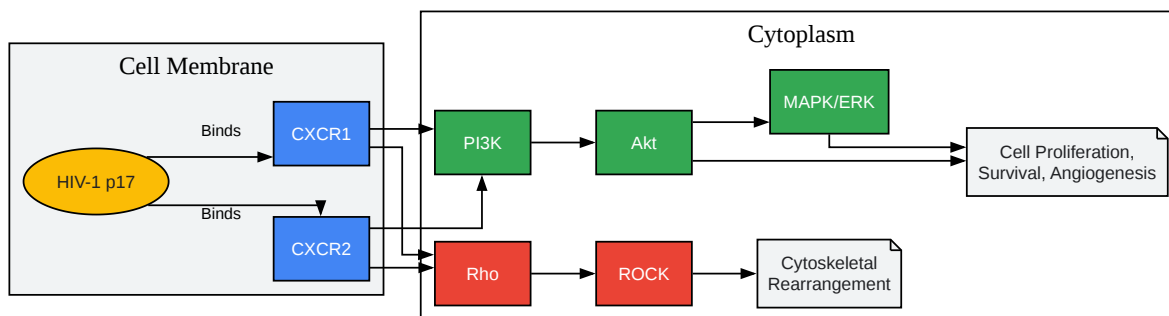 Cytoplasm
Cell Membrane
MAPK/ERK
Binds
CXCR1
PI3K
Akt
Cell Proliferation,
Survival, Angiogenesis
HIV-1 p17
Binds
CXCR2
Rho
ROCK
Cytoskeletal
Rearrangement